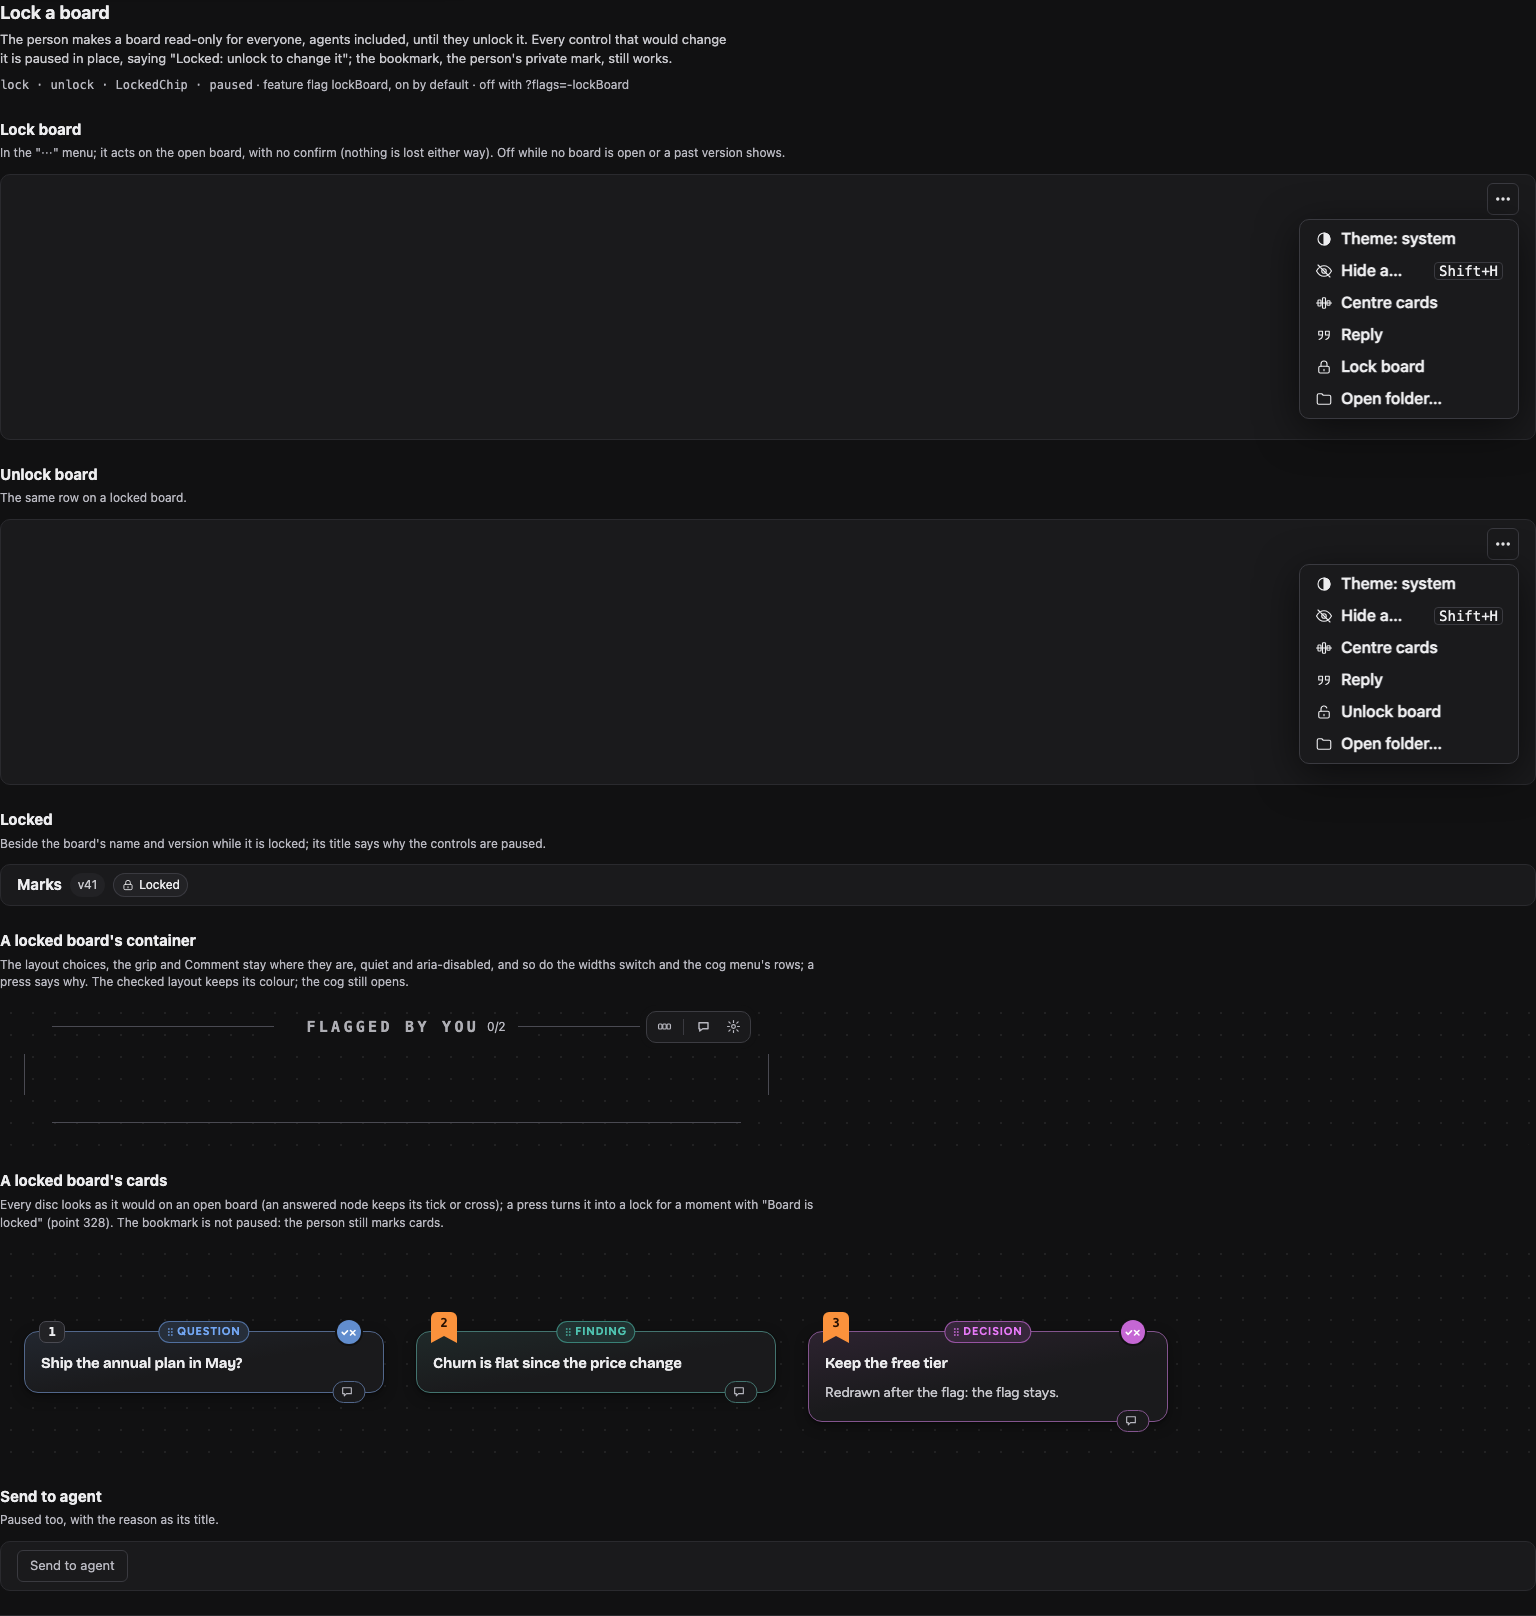 Lock a board
The person makes a board read-only for everyone, agents included, until they unlock it. Every control that would change
it is paused in place, saying "Locked: unlock to change it"; the bookmark, the person's private mark, still works.
lock · unlock · LockedChip · paused · feature flag lockBoard, on by default · off with ?flags=-lockBoard
Lock board
In the "···" menu; it acts on the open board, with no confirm (nothing is lost either way). Off while no board is open or a past version shows.
Theme: system
Hide a... Shift+H
Centre cards
Reply
Lock board
Open folder...
Unlock board
The same row on a locked board.
Theme: system
Hide a... Shift+H
Centre cards
Reply
Unlock board
Open folder...
Locked
Beside the board's name and version while it is locked; its title says why the controls are paused.
Marks v41 Locked
A locked board's container
The layout choices, the grip and Comment stay where they are, quiet and aria-disabled, and so do the widths switch and the cog menu's rows; a
press says why. The checked layout keeps its colour; the cog still opens.
FLAGGED BY YOU 0/2
A locked board's cards
Every disc looks as it would on an open board (an answered node keeps its tick or cross); a press turns it into a lock for a moment with "Board is
locked" (point 328). The bookmark is not paused: the person still marks cards.
1 QUESTION
Ship the annual plan in May?
2 FINDING
Churn is flat since the price change
3 DECISION
Keep the free tier
Redrawn after the flag: the flag stays.
Send to agent
Paused too, with the reason as its title.
Send to agent